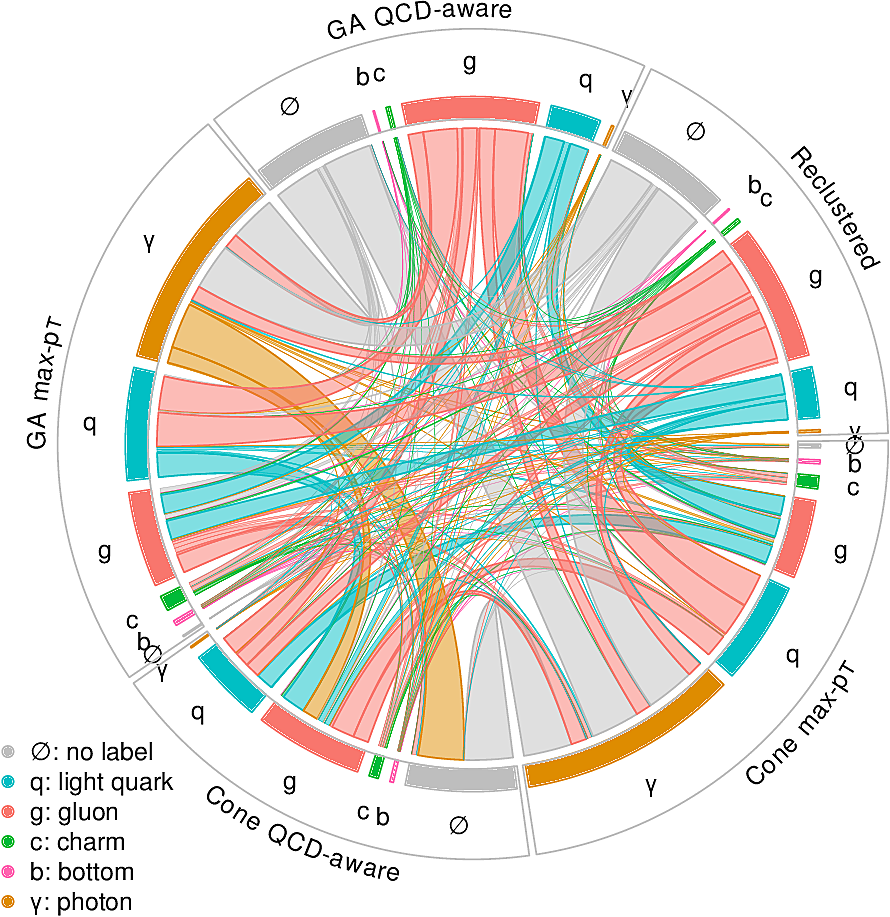 GA QCD-aware
∅
b
c
g
q
γ
Reclustered
∅
b
c
g
q
γ
Cone max-pT
∅
b
c
g
q
γ
Cone QCD-aware
∅
b
c
g
q
γ
GA max-pT
∅
b
c
g
q
γ
∅: no label
q: light quark
g: gluon
c: charm
b: bottom
γ: photon